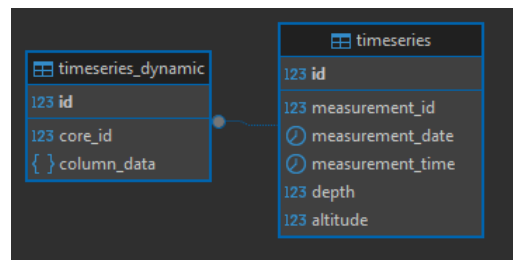 timeseries_dynamic
123 id
123 core_id
{ } column_data
timeseries
123 id
123 measurement_id
measurement_date
measurement_time
123 depth
123 altitude